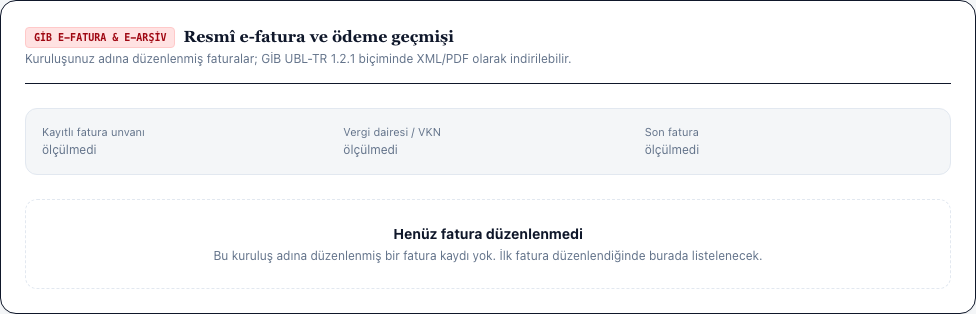 GİB E-FATURA & E-ARŞİV Resmî e-fatura ve ödeme geçmişi
Kuruluşunuz adına düzenlenmiş faturalar; GİB UBL-TR 1.2.1 biçiminde XML/PDF olarak indirilebilir.
Kayıtlı fatura unvanı
ölçülmedi
Vergi dairesi / VKN
ölçülmedi
Son fatura
ölçülmedi
Henüz fatura düzenlenmedi
Bu kuruluş adına düzenlenmiş bir fatura kaydı yok. İlk fatura düzenlendiğinde burada listelenecek.